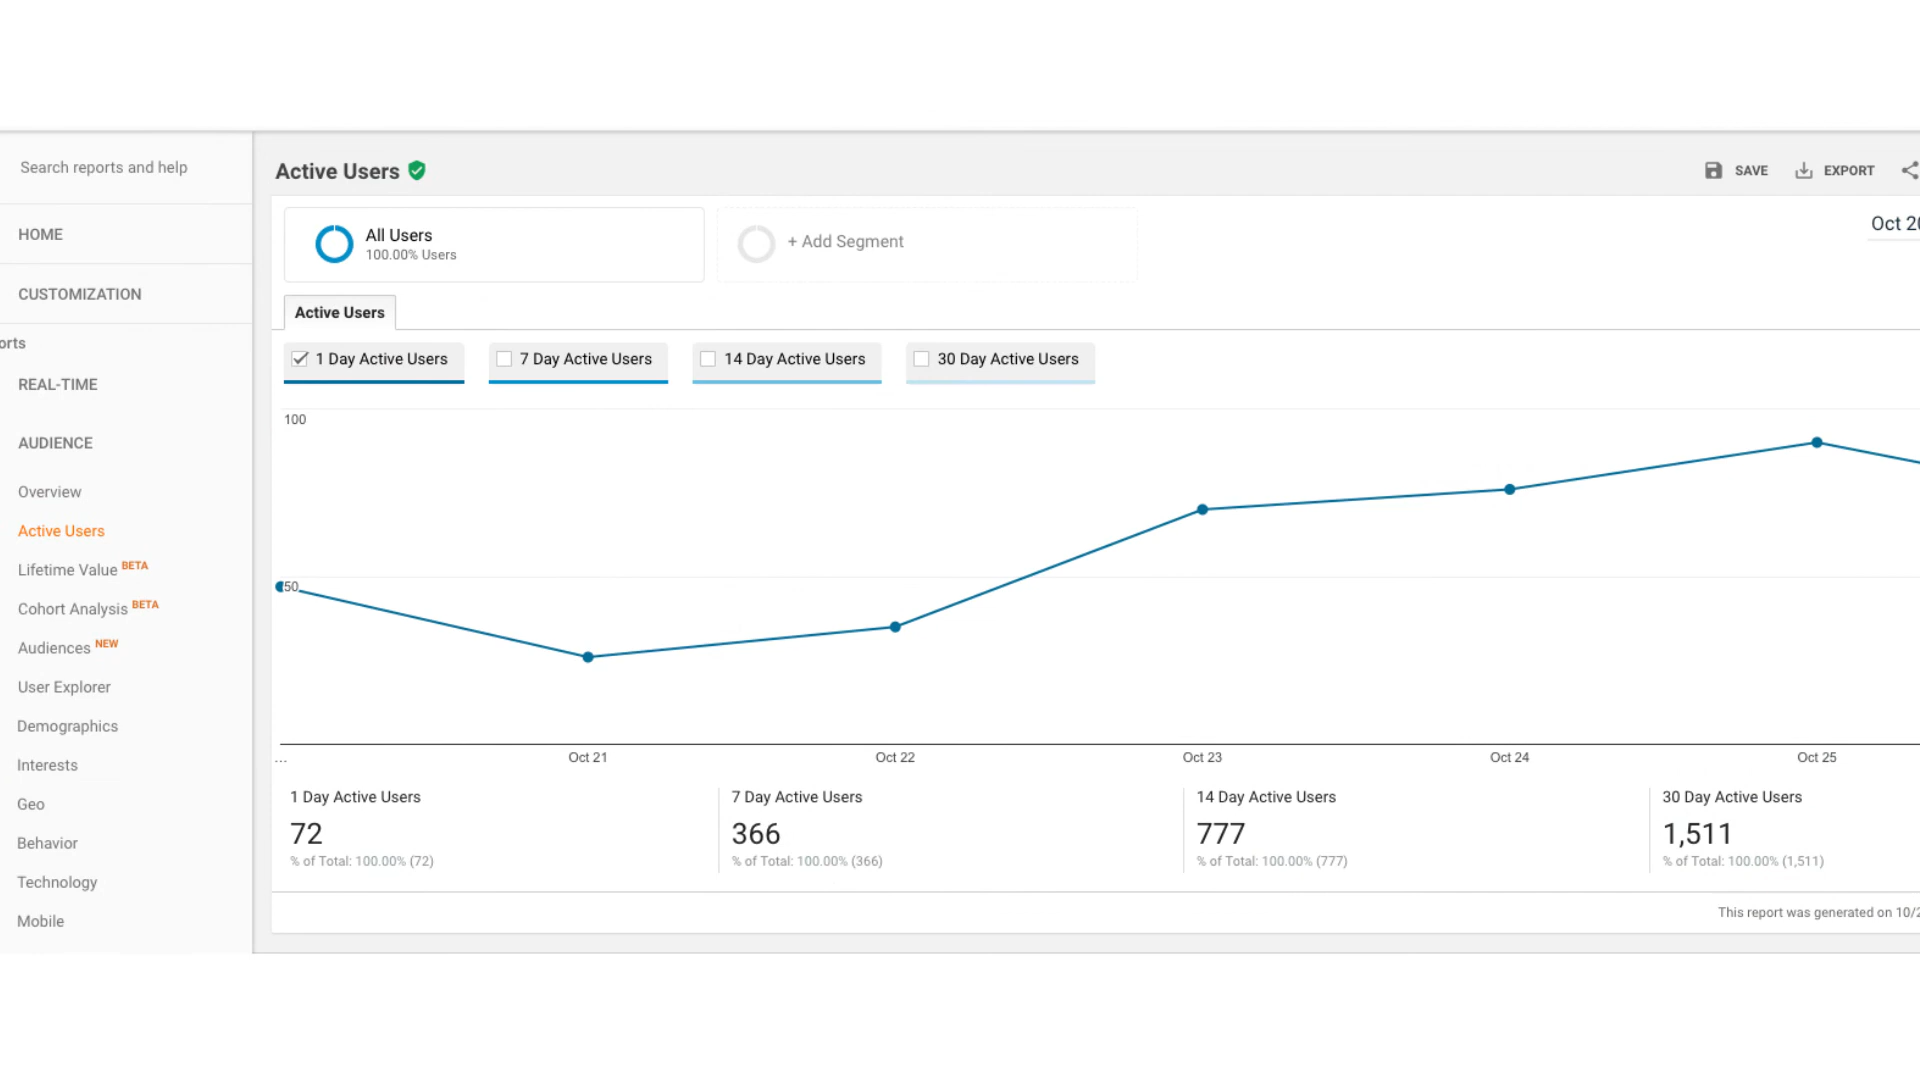 Search reports and help
HOME
CUSTOMIZATION
orts
REAL-TIME
AUDIENCE
Overview
Active Users
Lifetime Value BETA
Cohort Analysis BETA
Audiences NEW
User Explorer
Demographics
Interests
Geo
Behavior
Technology
Mobile
Active Users
SAVE EXPORT
Oct 20
All Users
100.00% Users
+ Add Segment
Active Users
1 Day Active Users 7 Day Active Users 14 Day Active Users 30 Day Active Users
100
50
... Oct 21 Oct 22 Oct 23 Oct 24 Oct 25
1 Day Active Users
72
% of Total: 100.00% (72)
7 Day Active Users
366
% of Total: 100.00% (366)
14 Day Active Users
777
% of Total: 100.00% (777)
30 Day Active Users
1,511
% of Total: 100.00% (1,511)
This report was generated on 10/2